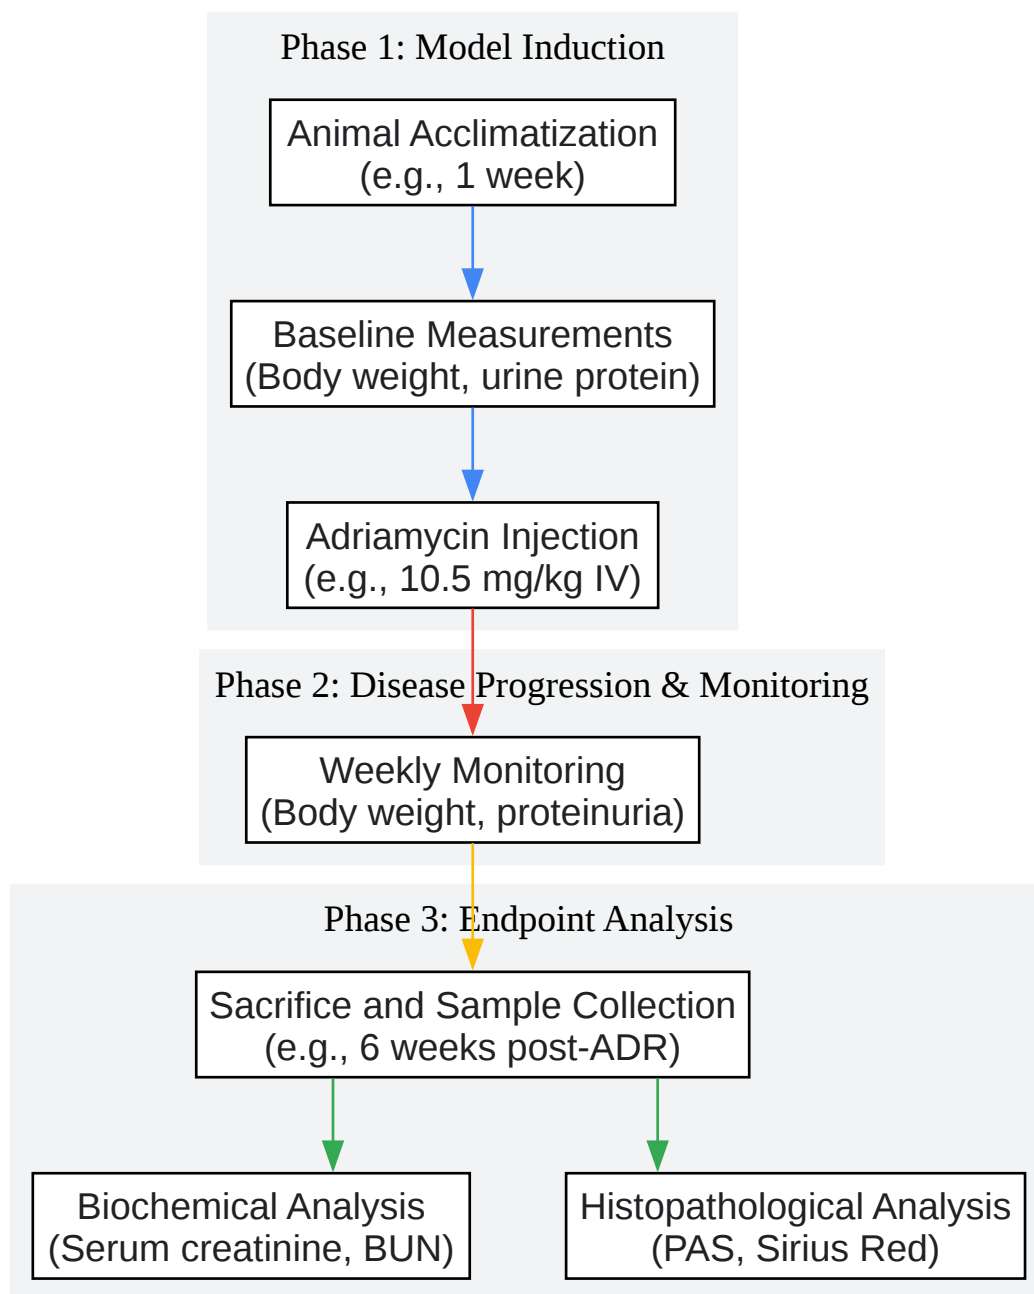 Phase 1: Model Induction
Animal Acclimatization
(e.g., 1 week)
Baseline Measurements
(Body weight, urine protein)
Adriamycin Injection
(e.g., 10.5 mg/kg IV)
Phase 2: Disease Progression & Monitoring
Weekly Monitoring
(Body weight, proteinuria)
Phase 3: Endpoint Analysis
Sacrifice and Sample Collection
(e.g., 6 weeks post-ADR)
Biochemical Analysis
(Serum creatinine, BUN)
Histopathological Analysis
(PAS, Sirius Red)